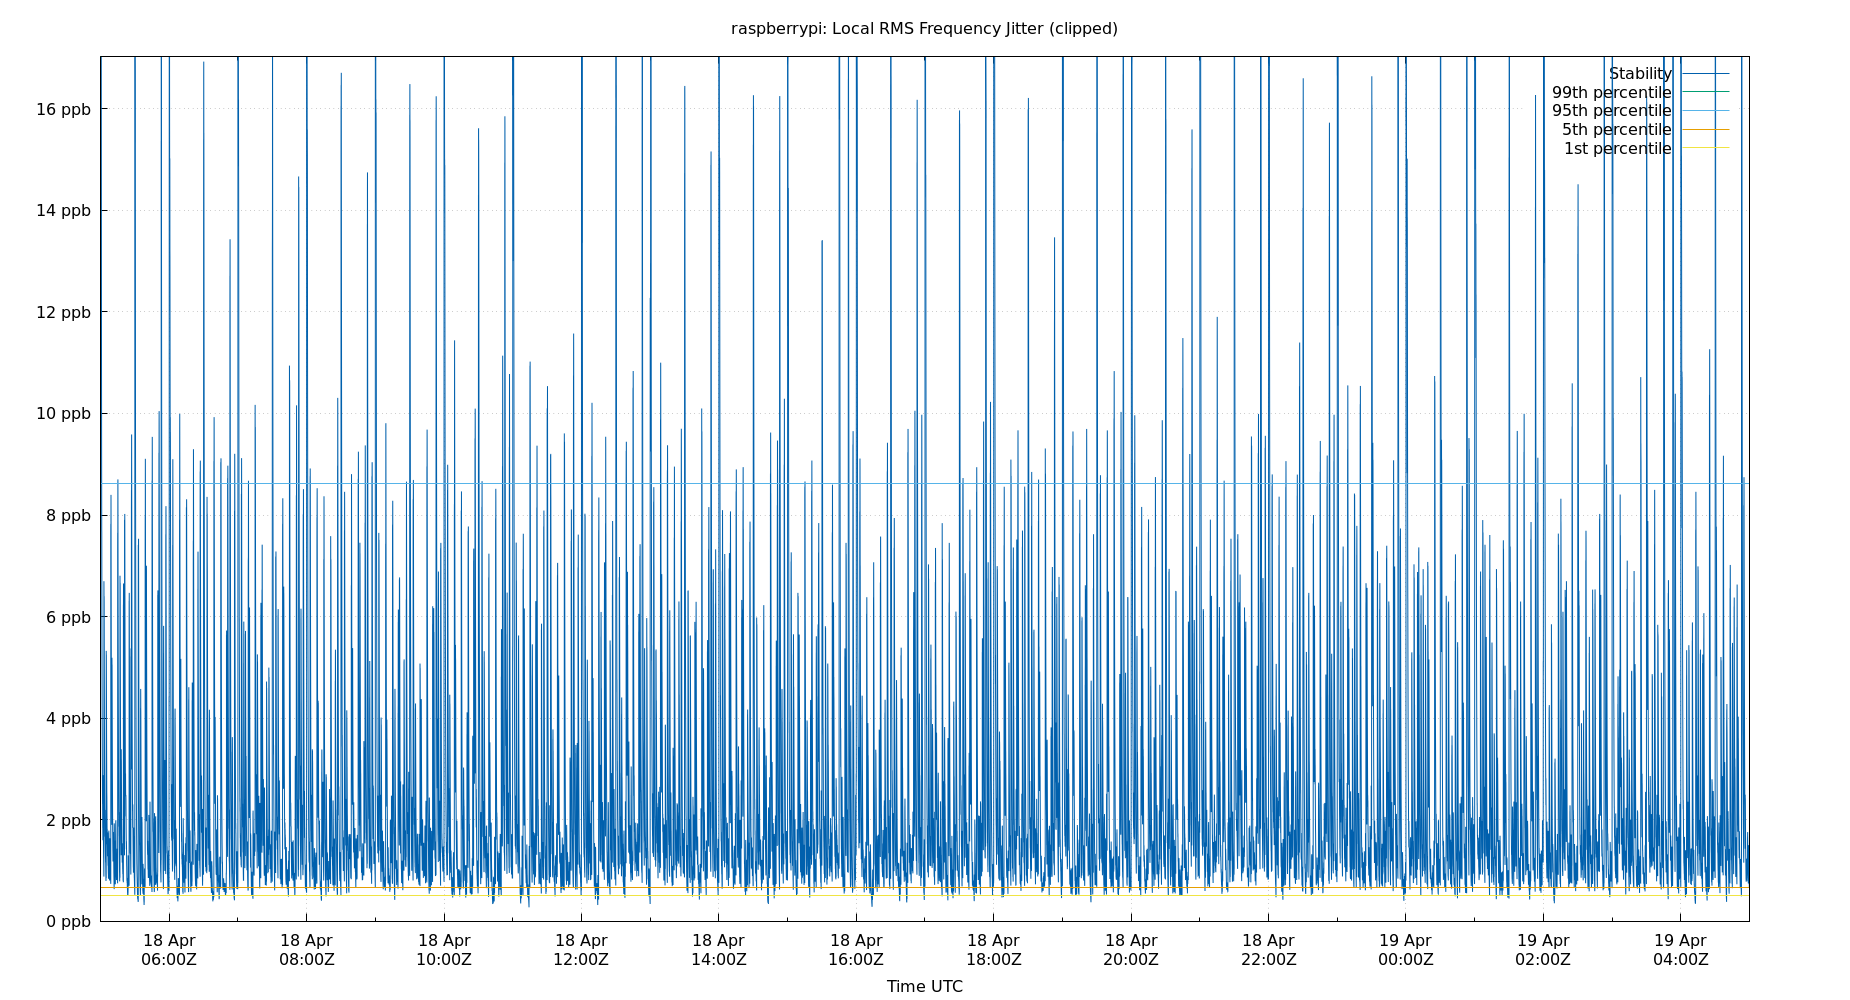 raspberrypi: Local RMS Frequency Jitter (clipped)
Stability
99th percentile
95th percentile
5th percentile
1st percentile
16 ppb
14 ppb
12 ppb
10 ppb
8 ppb
6 ppb
4 ppb
2 ppb
0 ppb
18 Apr 18 Apr 18 Apr 18 Apr 18 Apr 18 Apr 18 Apr 18 Apr 18 Apr 19 Apr 19 Apr 19 Apr
06:00Z 08:00Z 10:00Z 12:00Z 14:00Z 16:00Z 18:00Z 20:00Z 22:00Z 00:00Z 02:00Z 04:00Z
Time UTC